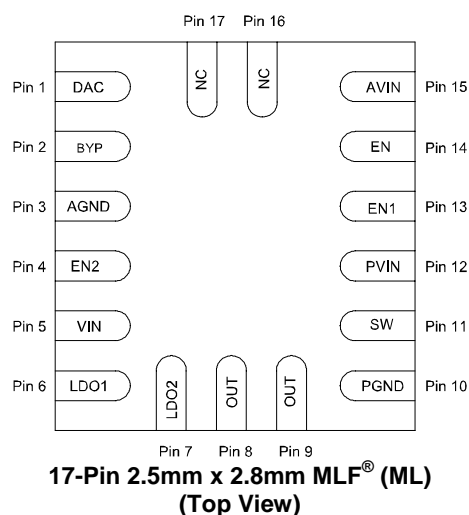 Pin 17 Pin 16
NC NC
Pin 1 DAC AVIN Pin 15
Pin 2 BYP EN Pin 14
Pin 3 AGND EN1 Pin 13
Pin 4 EN2 PVIN Pin 12
Pin 5 VIN SW Pin 11
Pin 6 LDO1 LDO2 OUT OUT PGND Pin 10
Pin 7 Pin 8 Pin 9
17-Pin 2.5mm x 2.8mm MLF® (ML)
(Top View)